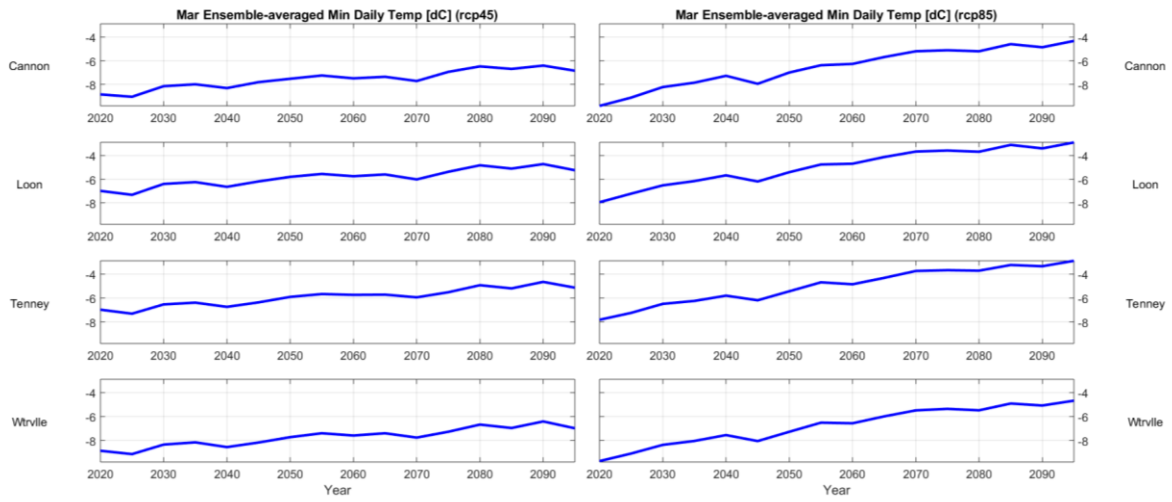 Mar Ensemble-averaged Min Daily Temp [dC] (rcp45)
Mar Ensemble-averaged Min Daily Temp [dC] (rcp85)
-4 -4
Cannon -6 -6 Cannon
-8 -8
2020 2030 2040 2050 2060 2070 2080 2090 2020 2030 2040 2050 2060 2070 2080 2090
-4 -4
Loon -6 -6 Loon
-8 -8
2020 2030 2040 2050 2060 2070 2080 2090 2020 2030 2040 2050 2060 2070 2080 2090
-4 -4
Tenney -6 -6 Tenney
-8 -8
2020 2030 2040 2050 2060 2070 2080 2090 2020 2030 2040 2050 2060 2070 2080 2090
-4 -4
Wtrvlle -6 -6 Wtrvlle
-8 -8
2020 2030 2040 2050 2060 2070 2080 2090 2020 2030 2040 2050 2060 2070 2080 2090
Year Year